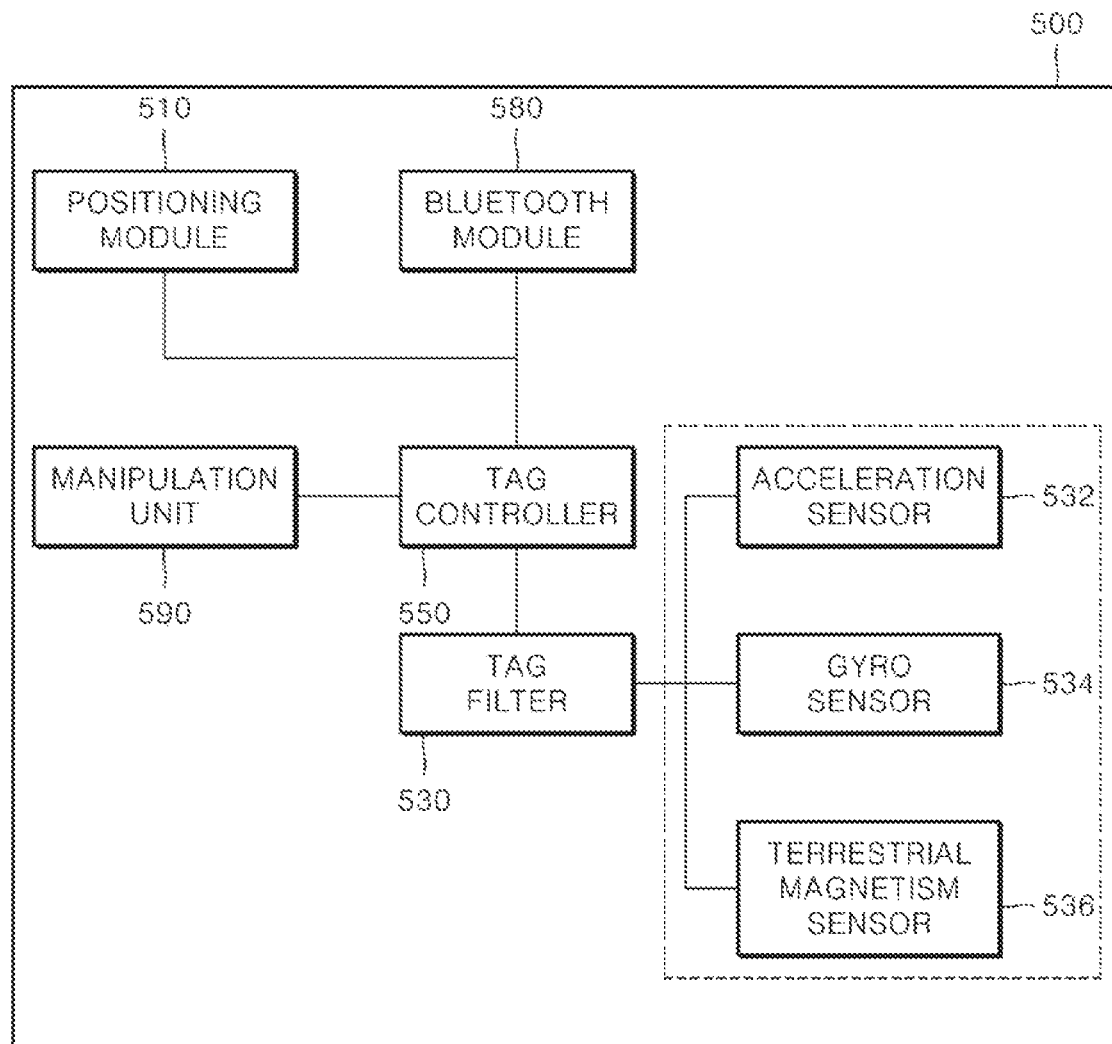 500
510
580
POSITIONING
MODULE
BLUETOOTH
MODULE
MANIPULATION
UNIT
TAG
CONTROLLER
ACCELERATION
SENSOR
532
590
550
TAG
FILTER
GYRO
SENSOR
534
530
TERRESTRIAL
MAGNETISM
SENSOR
536